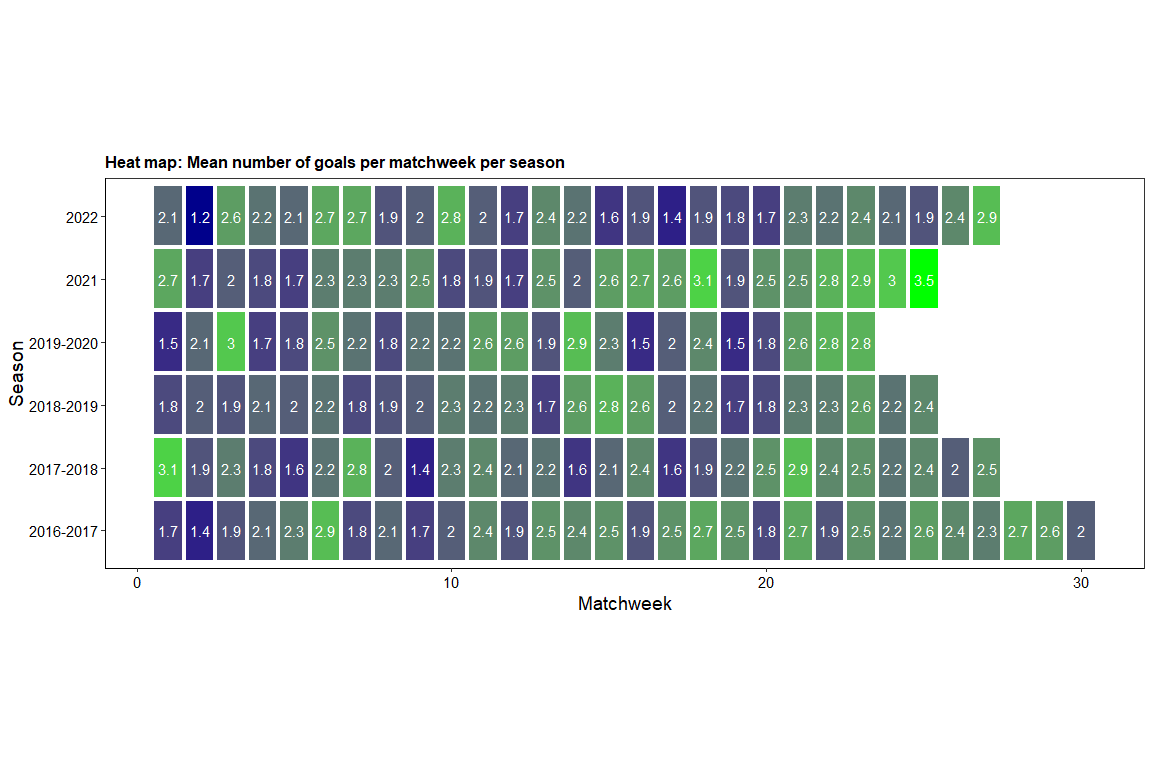 Heat map: Mean number of goals per matchweek per season
2022 2.1 1.2 2.6 2.2 2.1 2.7 2.7 1.9 2 2.8 2 1.7 2.4 2.2 1.6 1.9 1.4 1.9 1.8 1.7 2.3 2.2 2.4 2.1 1.9 2.4 2.9
2021 2.7 1.7 2 1.8 1.7 2.3 2.3 2.3 2.5 1.8 1.9 1.7 2.5 2 2.6 2.7 2.6 3.1 1.9 2.5 2.5 2.8 2.9 3 3.5
2019-2020 1.5 2.1 3 1.7 1.8 2.5 2.2 1.8 2.2 2.2 2.6 2.6 1.9 2.9 2.3 1.5 2 2.4 1.5 1.8 2.6 2.8 2.8
2018-2019 1.8 2 1.9 2.1 2 2.2 1.8 1.9 2 2.3 2.2 2.3 1.7 2.6 2.8 2.6 2 2.2 1.7 1.8 2.3 2.3 2.6 2.2 2.4
2017-2018 3.1 1.9 2.3 1.8 1.6 2.2 2.8 2 1.4 2.3 2.4 2.1 2.2 1.6 2.1 2.4 1.6 1.9 2.2 2.5 2.9 2.4 2.5 2.2 2.4 2 2.5
2016-2017 1.7 1.4 1.9 2.1 2.3 2.9 1.8 2.1 1.7 2 2.4 1.9 2.5 2.4 2.5 1.9 2.5 2.7 2.5 1.8 2.7 1.9 2.5 2.2 2.6 2.4 2.3 2.7 2.6 2
Season
0 10 20 30
Matchweek